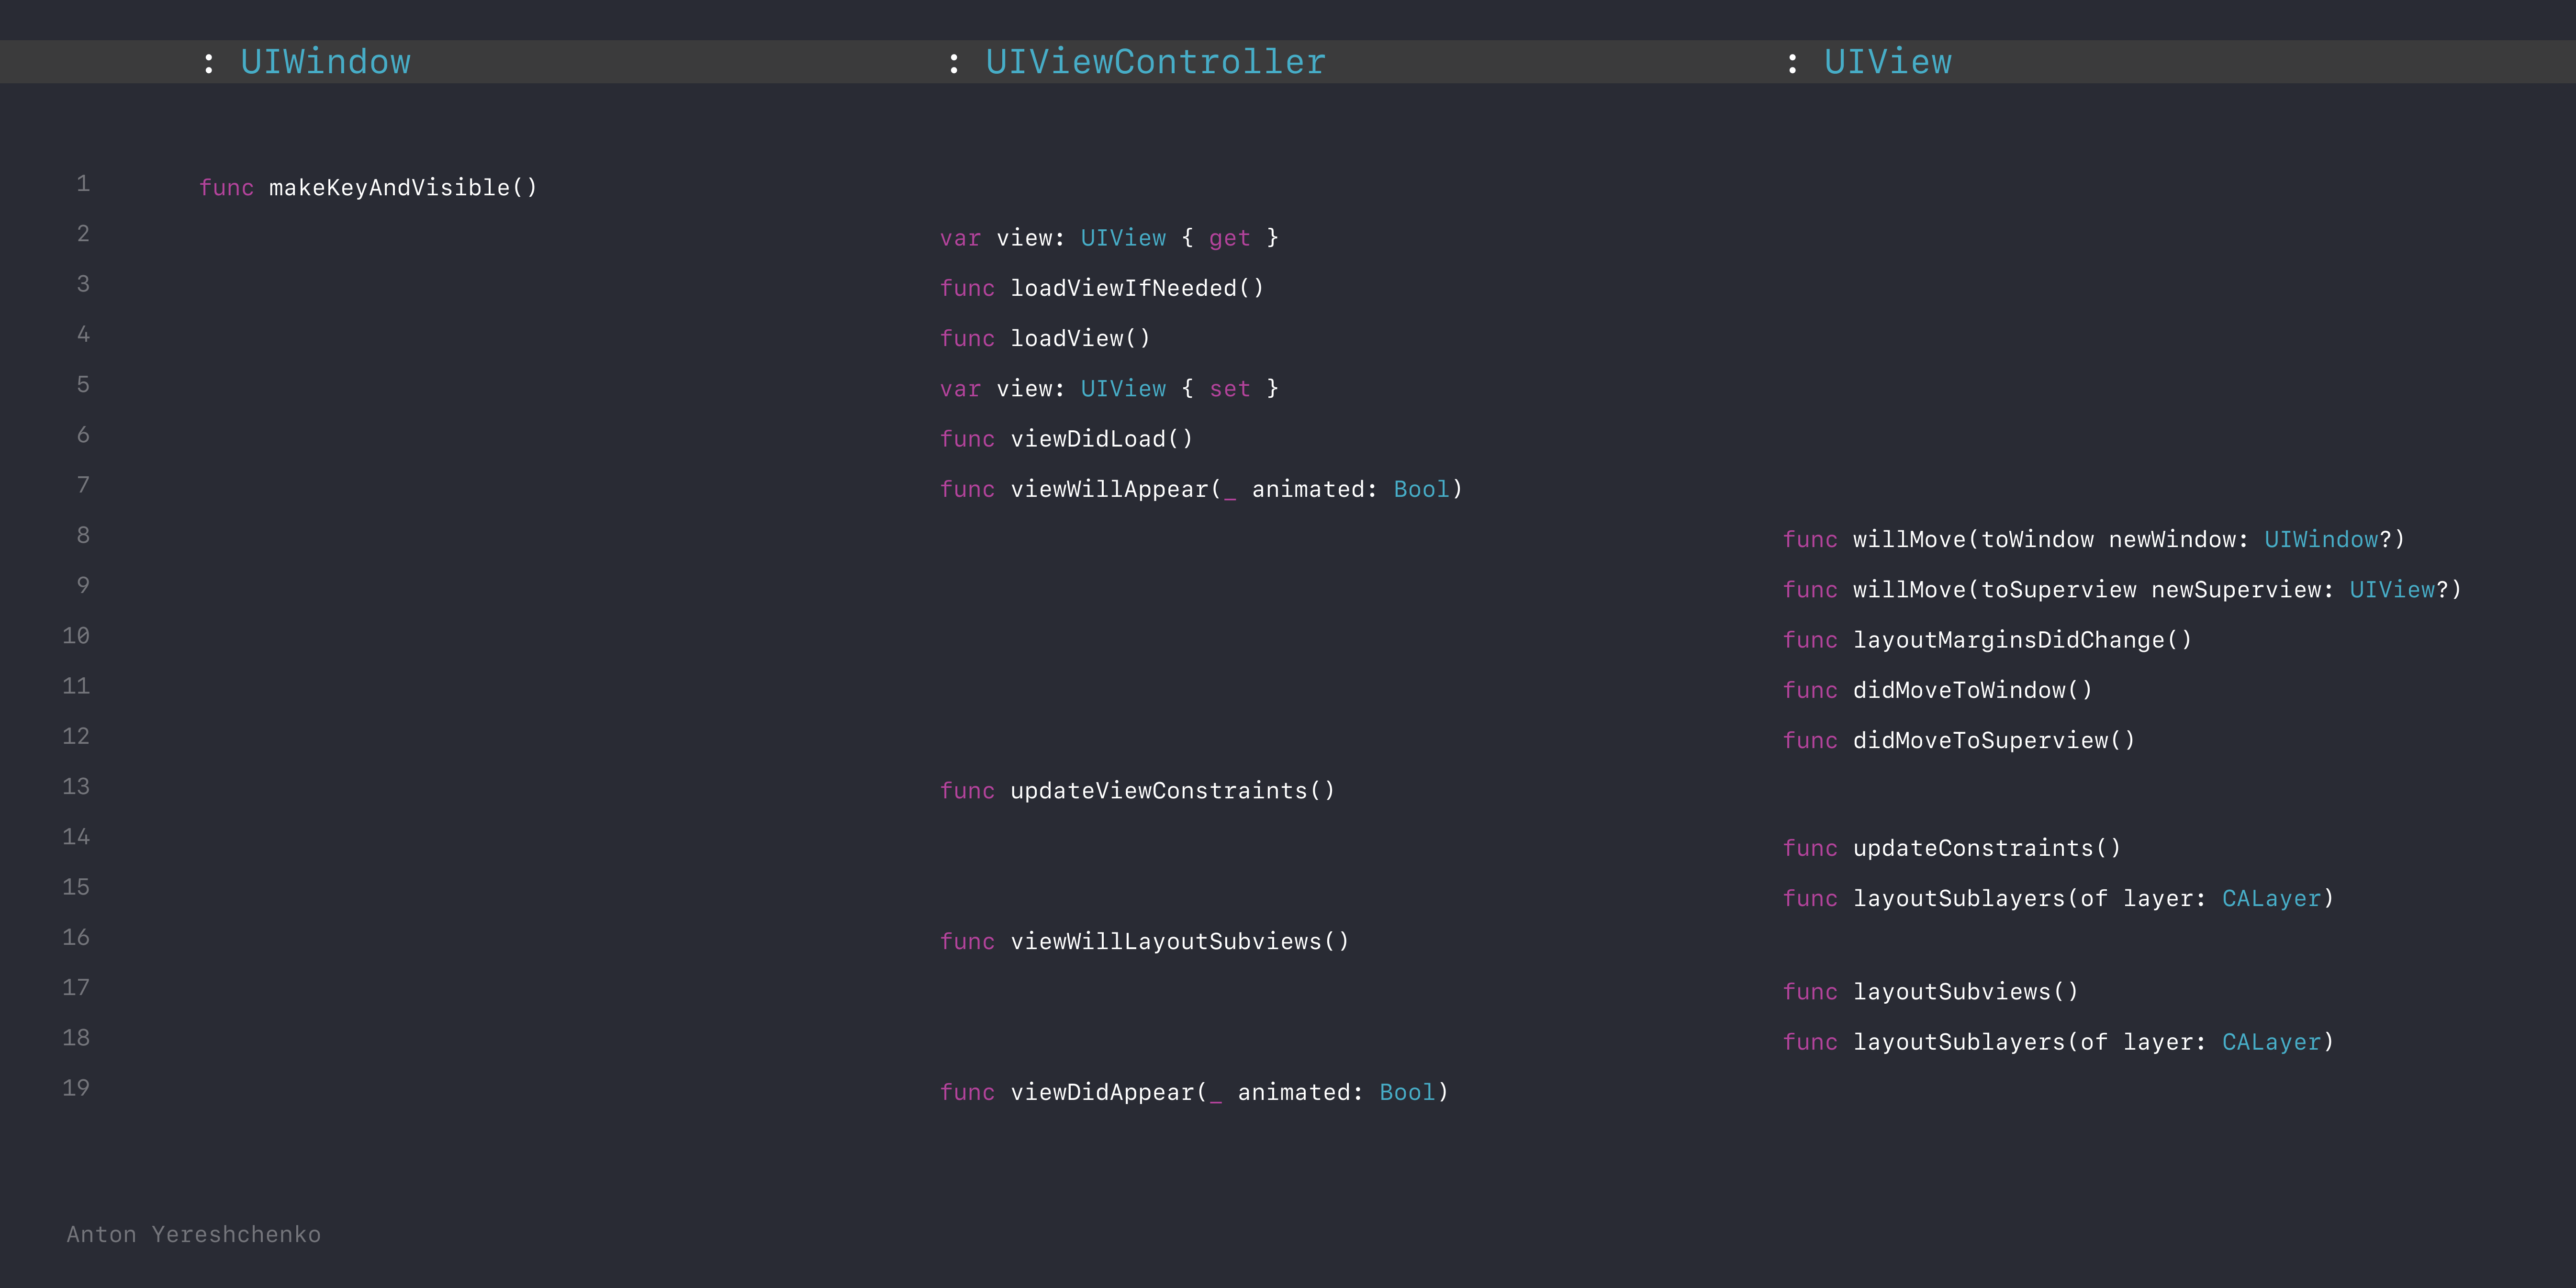 : UIWindow : UIViewController : UIView
1 func makeKeyAndVisible()
2 var view: UIView { get }
3 func loadViewIfNeeded()
4 func loadView()
5 var view: UIView { set }
6 func viewDidLoad()
7 func viewWillAppear(_ animated: Bool)
8 func willMove(toWindow newWindow: UIWindow?)
9 func willMove(toSuperview newSuperview: UIView?)
10 func layoutMarginsDidChange()
11 func didMoveToWindow()
12 func didMoveToSuperview()
13 func updateViewConstraints()
14 func updateConstraints()
15 func layoutSublayers(of layer: CALayer)
16 func viewWillLayoutSubviews()
17 func layoutSubviews()
18 func layoutSublayers(of layer: CALayer)
19 func viewDidAppear(_ animated: Bool)
Anton Yereshchenko